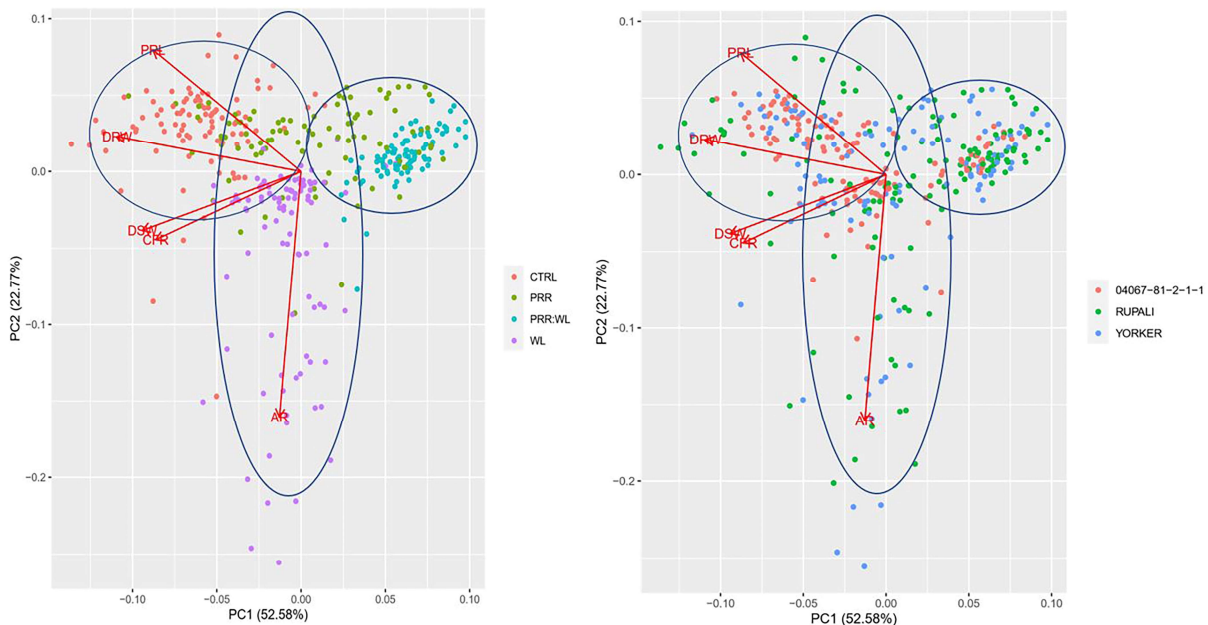 0.1
0.0
−0.1
−0.2
PC2 (22.77%)
−0.10
−0.05
0.00
0.05
0.10
PC1 (52.58%)
PRL
DRW
DSW
CPR
AR
CTRL
PRR
PRR:WL
WL
0.1
0.0
−0.1
−0.2
PC2 (22.77%)
−0.10
−0.05
0.00
0.05
0.10
PC1 (52.58%)
PRL
DRW
DSW
CPR
AR
04067−81−2−1−1
RUPALI
YORKER